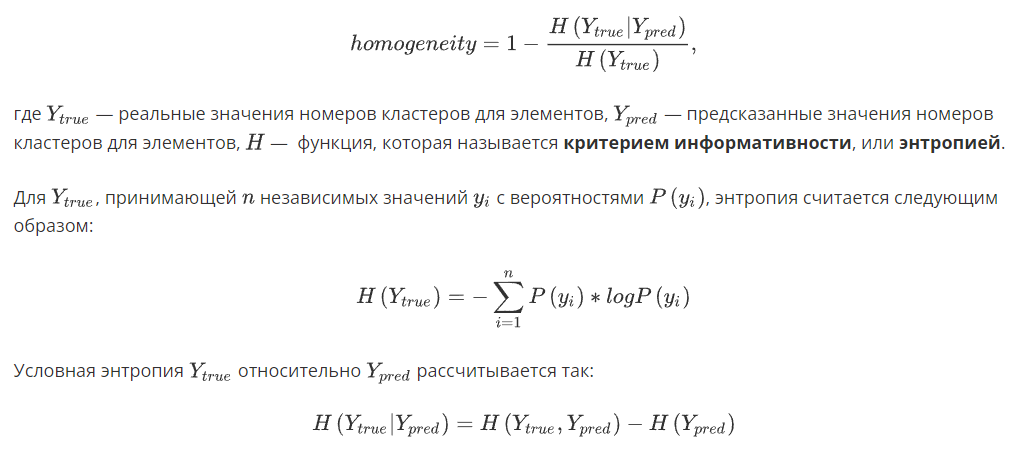 homogeneity = 1 − H (Y_true|Y_pred) / H (Y_true),
где Y_true — реальные значения номеров кластеров для элементов, Y_pred — предсказанные значения номеров
кластеров для элементов, H — функция, которая называется критерием информативности, или энтропией.
Для Y_true, принимающей n независимых значений y_i с вероятностями P (y_i), энтропия считается следующим
образом:
H (Y_true) = − ∑_{i=1}^{n} P (y_i) ∗ logP (y_i)
Условная энтропия Y_true относительно Y_pred рассчитывается так:
H (Y_true|Y_pred) = H (Y_true, Y_pred) − H (Y_pred)